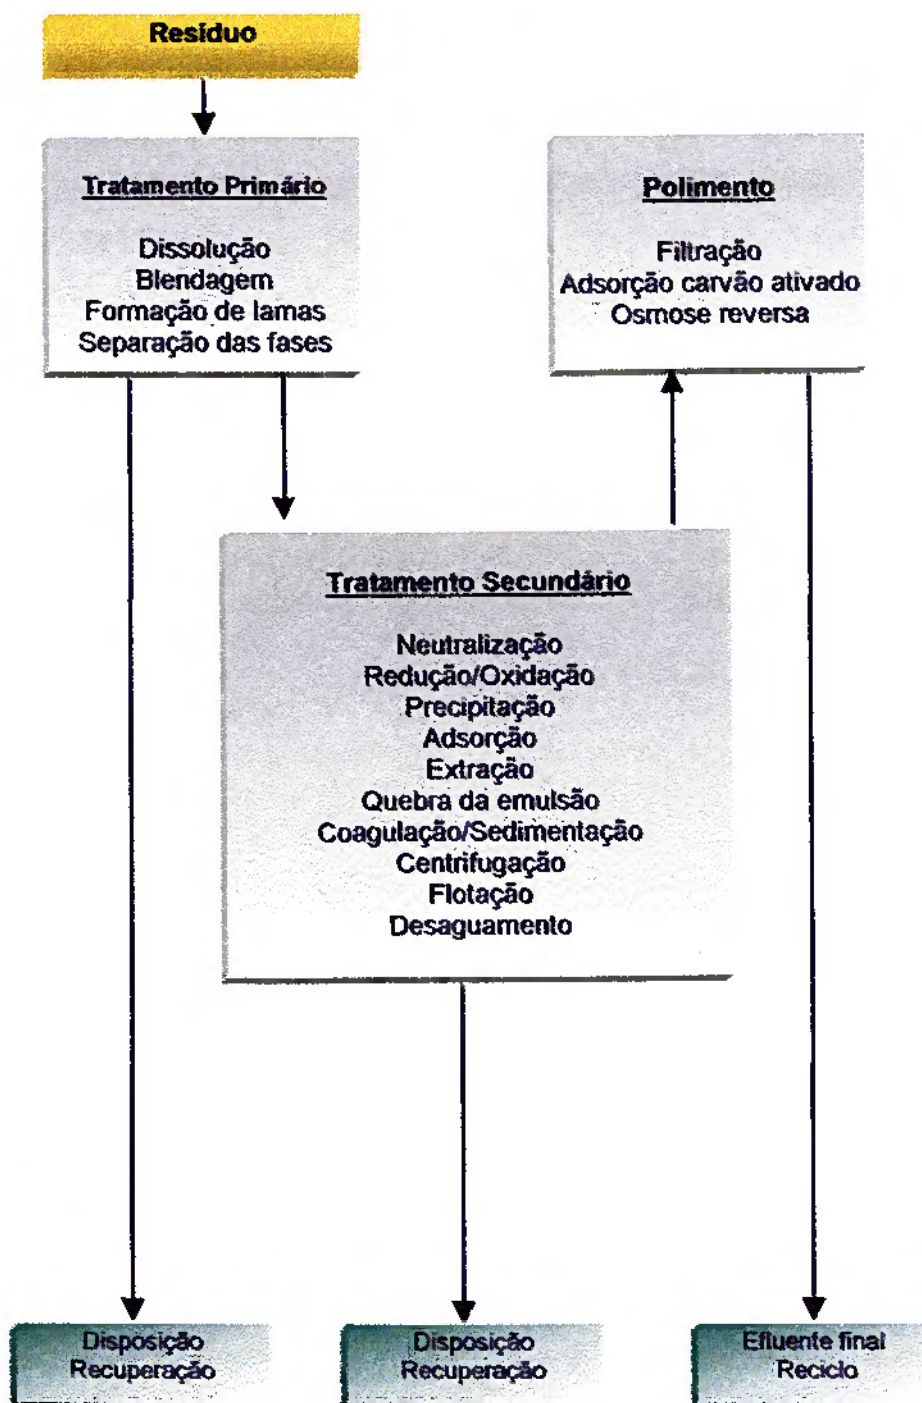 Resíduo
Tratamento Primário
Dissolução
Blendagem
Formação de lamas
Separação das fases
Polimento
Filtração
Adsorção carvão ativado
Osmose reversa
Tratamento Secundário
Neutralização
Redução/Oxidação
Precipitação
Adsorção
Extração
Quebra da emulsão
Coagulação/Sedimentação
Centrifugação
Flotação
Desaguamento
Disposição
Recuperação
Disposição
Recuperação
Efluente final
Reciclo